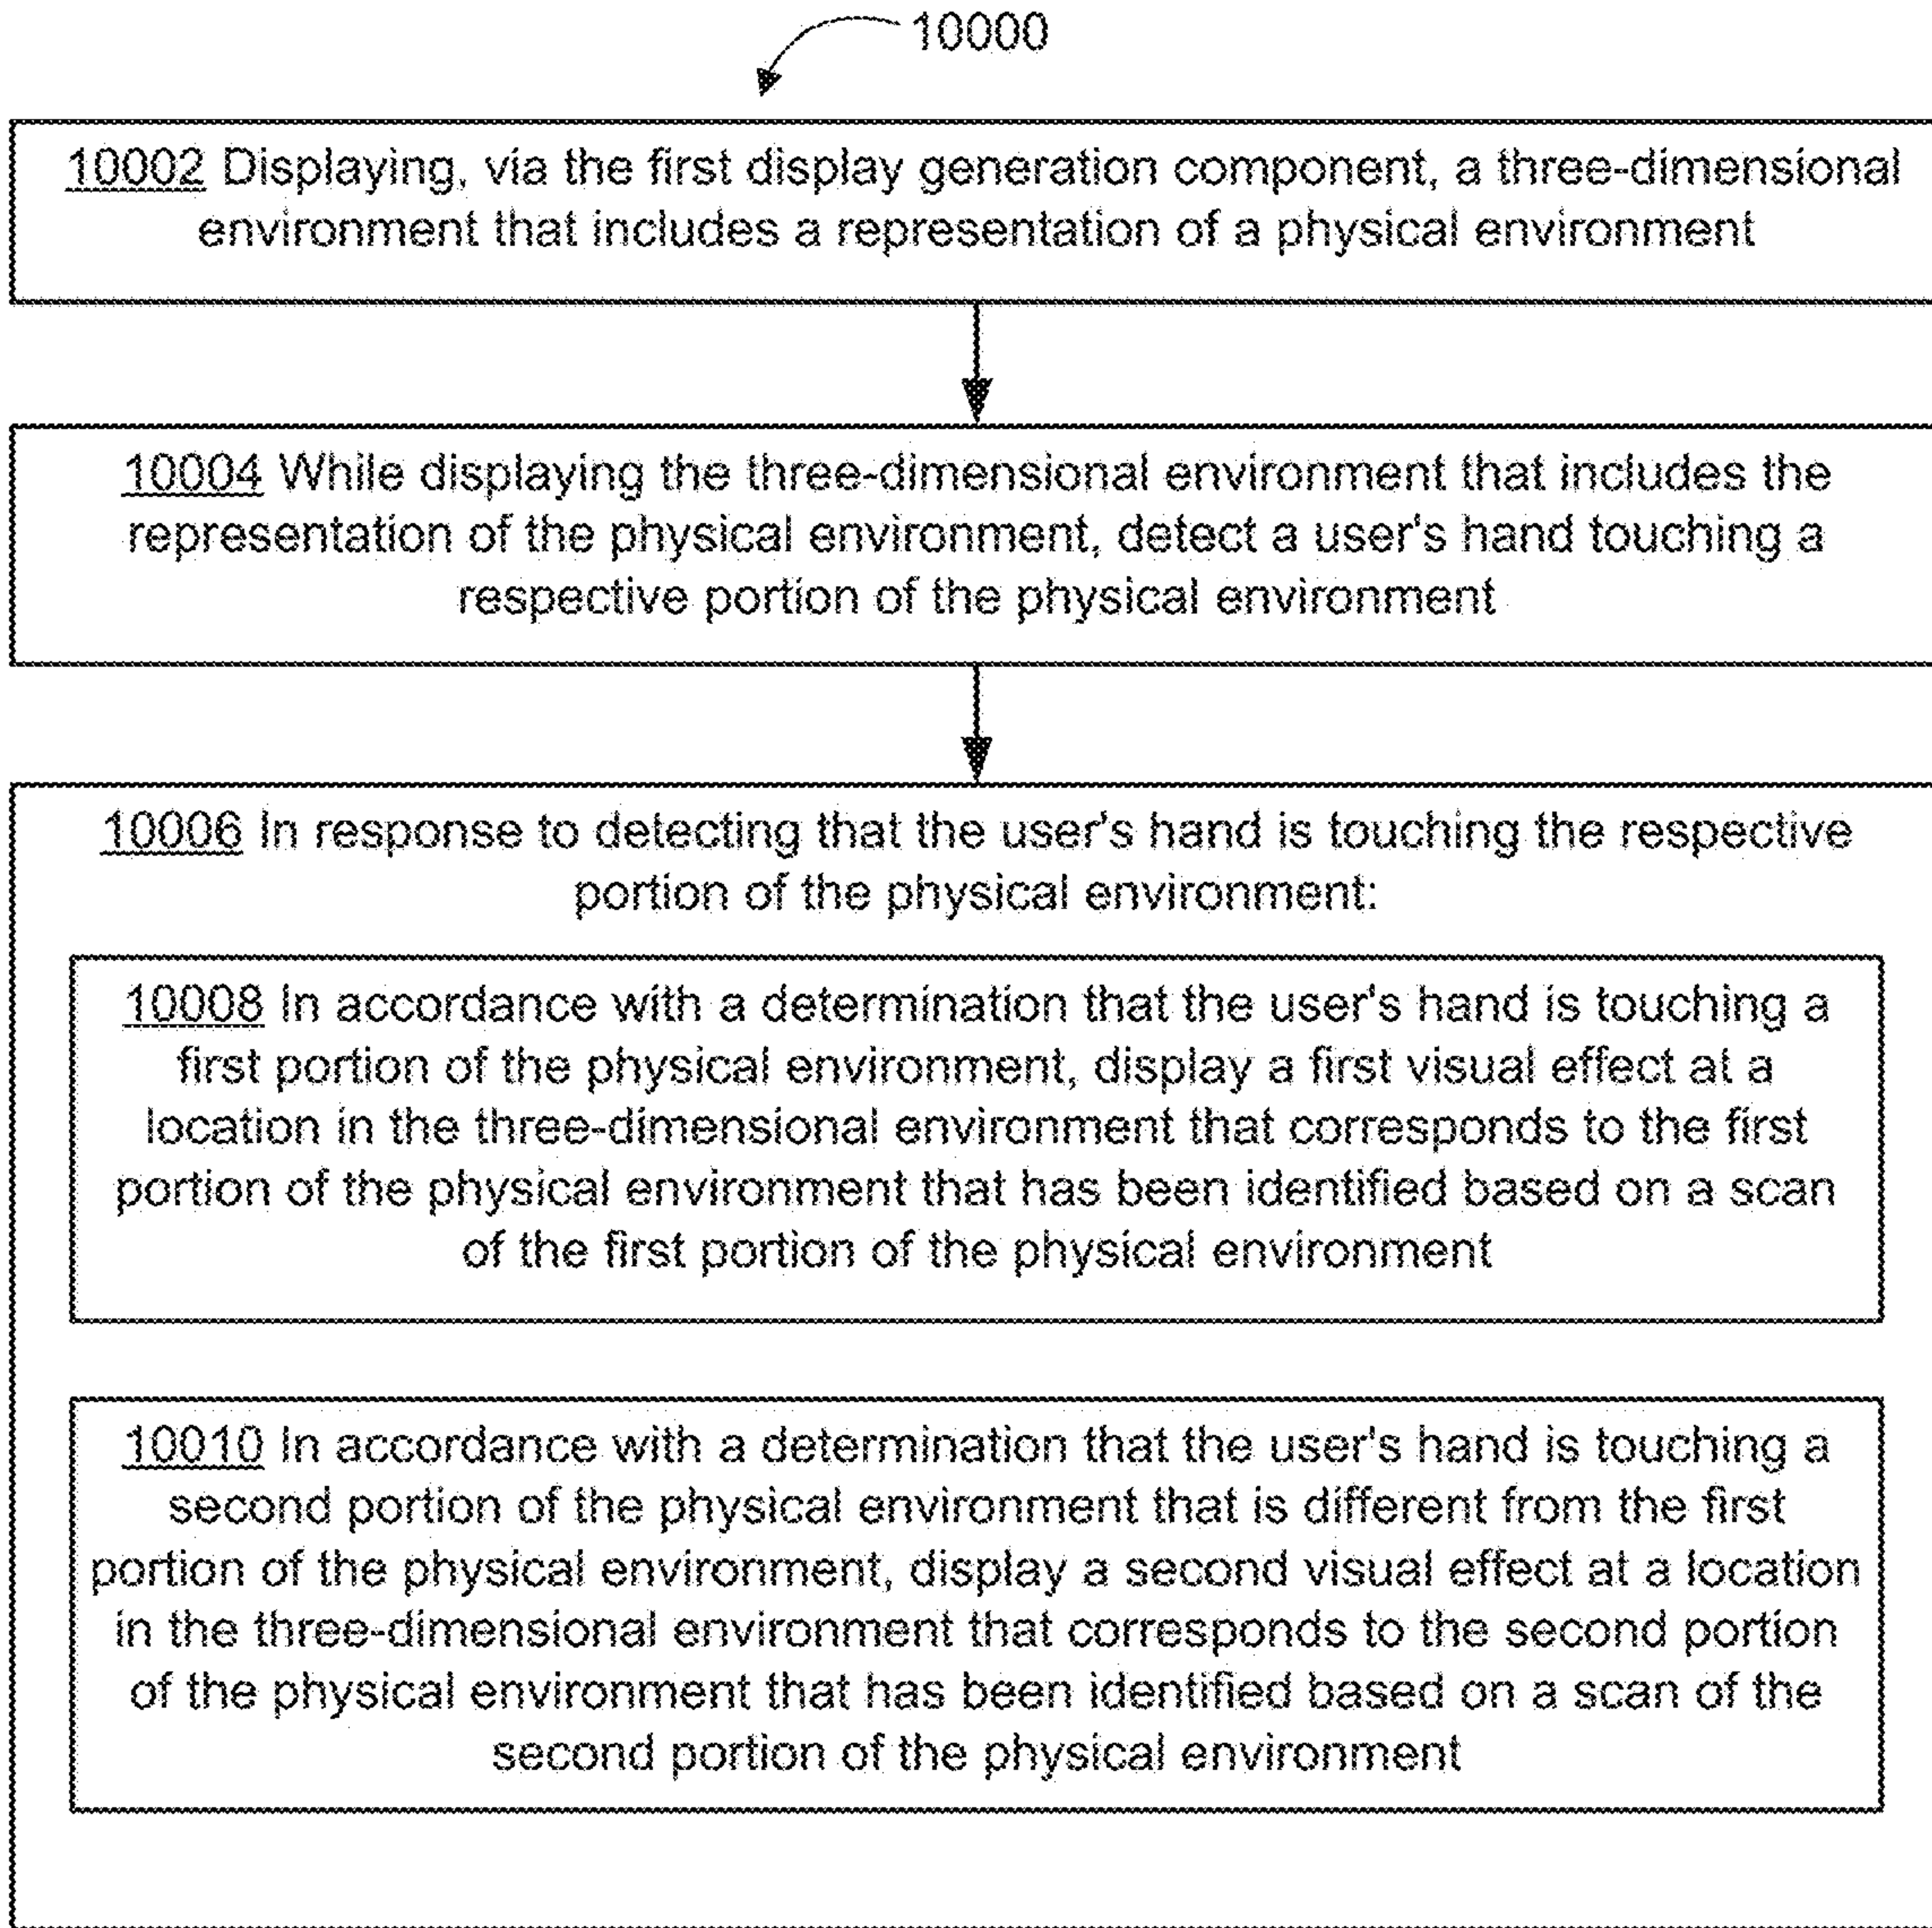 10000
10002 Displaying, via the first display generation component, a three-dimensional
environment that includes a representation of a physical environment
10004 While displaying the three-dimensional environment that includes the
representation of the physical environment, detect a user's hand touching a
respective portion of the physical environment
10006 In response to detecting that the user's hand is touching the respective
portion of the physical environment:
10008 In accordance with a determination that the user's hand is touching a
first portion of the physical environment, display a first visual effect at a
location in the three-dimensional environment that corresponds to the first
portion of the physical environment that has been identified based on a scan
of the first portion of the physical environment
10010 In accordance with a determination that the user's hand is touching a
second portion of the physical environment that is different from the first
portion of the physical environment, display a second visual effect at a location
in the three-dimensional environment that corresponds to the second portion
of the physical environment that has been identified based on a scan of the
second portion of the physical environment